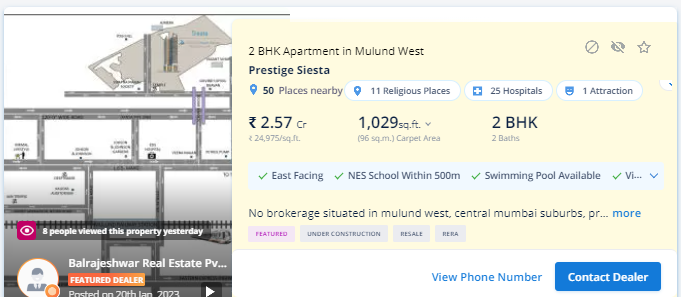 2 BHK Apartment in Mulund West
Prestige Siesta
50 Places nearby
11 Religious Places
25 Hospitals
1 Attraction
₹ 2.57 Cr
1,029sq.ft.
2 BHK
₹ 24,975/sq.ft.
(96 sq.m.) Carpet Area
2 Baths
East Facing
NES School Within 500m
Swimming Pool Available
Vi...
No brokerage situated in mulund west, central mumbai suburbs, pr... more
FEATURED
UNDER CONSTRUCTION
RESALE
RERA
8 people viewed this property yesterday
Balrajeshwar Real Estate Pv...
FEATURED DEALER
Posted on 20th Jan, 2023
View Phone Number
Contact Dealer